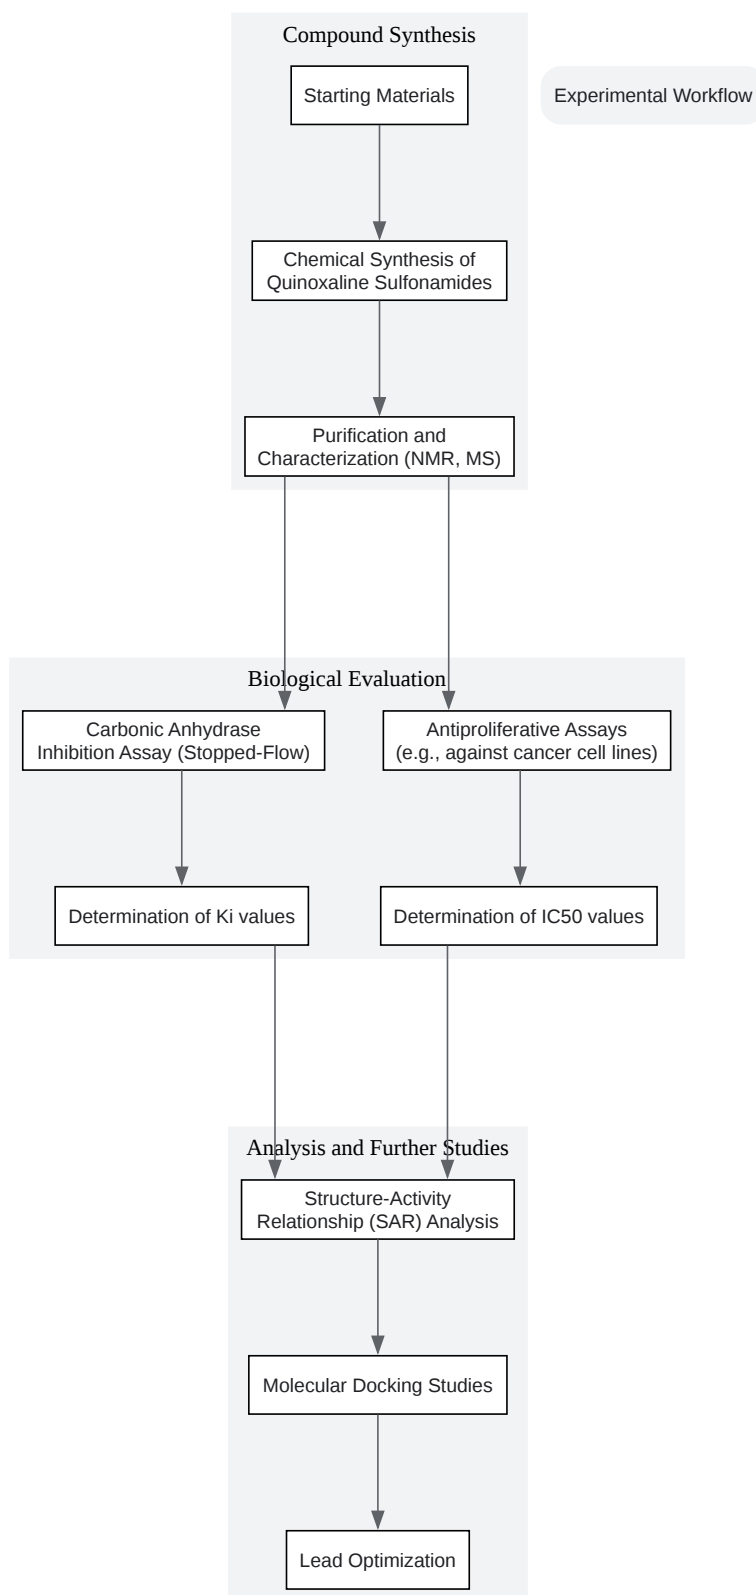 Compound Synthesis
Starting Materials
Experimental Workflow
Chemical Synthesis of
Quinoxaline Sulfonamides
Purification and
Characterization (NMR, MS)
Biological Evaluation
Carbonic Anhydrase
Inhibition Assay (Stopped-Flow)
Antiproliferative Assays
(e.g., against cancer cell lines)
Determination of Ki values
Determination of IC50 values
Analysis and Further Studies
Structure-Activity
Relationship (SAR) Analysis
Molecular Docking Studies
Lead Optimization